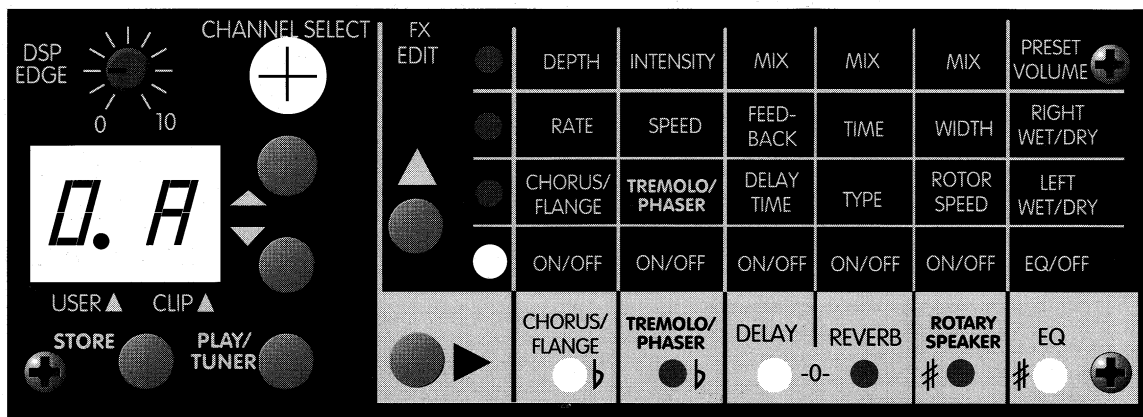 DSP
EDGE
0 10
CHANNEL SELECT
0. A
USER▲ CLIP▲
STORE
PLAY/
TUNER
FX
EDIT
DEPTH INTENSITY MIX MIX MIX PRESET
VOLUME
RATE SPEED FEED-
BACK TIME WIDTH RIGHT
WET/DRY
CHORUS/
FLANGE TREMOLO/
PHASER DELAY
TIME TYPE ROTOR
SPEED LEFT
WET/DRY
ON/OFF ON/OFF ON/OFF ON/OFF ON/OFF EQ/OFF
CHORUS/
FLANGE TREMOLO/
PHASER DELAY REVERB ROTARY
SPEAKER EQ
♭ ♭ -0- ♯ ♯